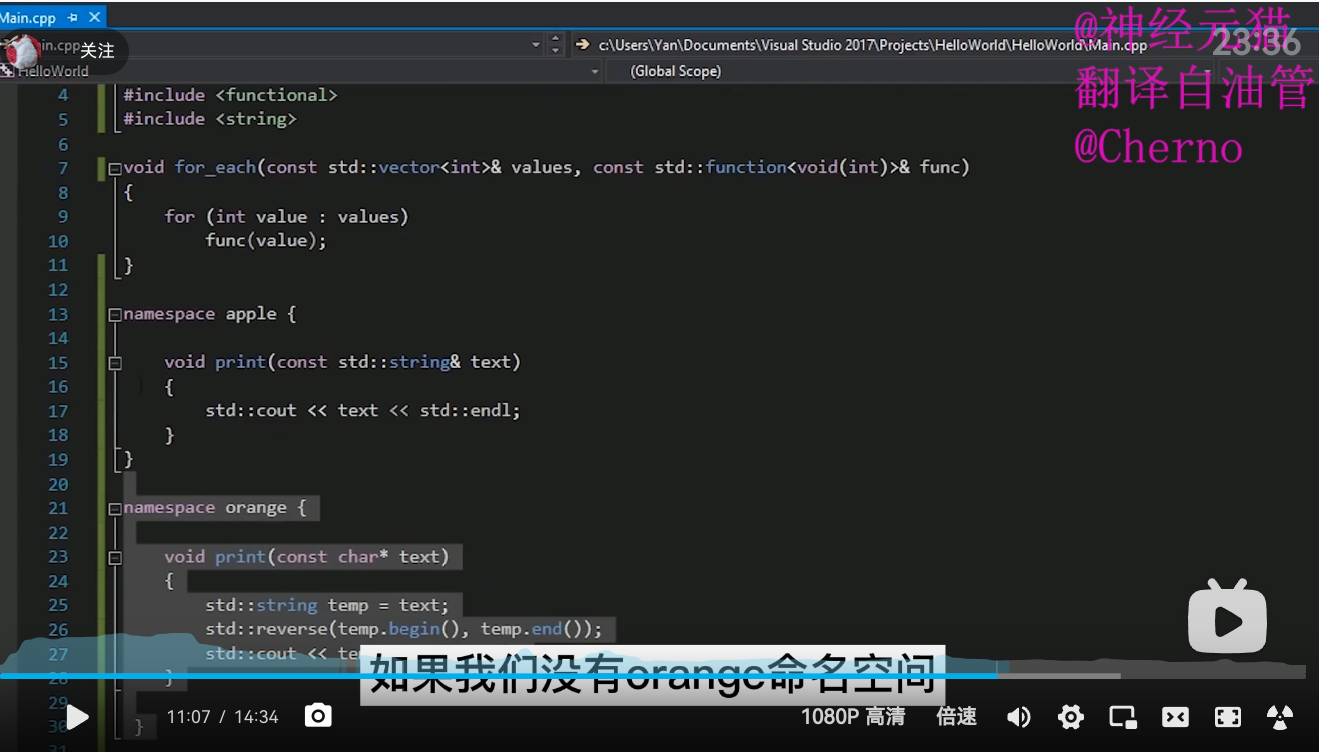 Main.cpp
@神经元猫
in.cpp
关注
c:\Users\Yan\Documents\Visual Studio 2017\Projects\HelloWorld\HelloWorld\Main.cpp
23:36
HelloWorld
(Global Scope)
翻译自油管
@Cherno
4 #include <functional>
5 #include <string>
6
7 void for_each(const std::vector<int>& values, const std::function<void(int)>& func)
8 {
9 for (int value : values)
10 func(value);
11 }
12
13 namespace apple {
14
15 void print(const std::string& text)
16 {
17 std::cout << text << std::endl;
18 }
19 }
20
21 namespace orange {
22
23 void print(const char* text)
24 {
25 std::string temp = text;
26 std::reverse(temp.begin(), temp.end());
27 std::cout << te
28 }
如果我们没有orange命名空间
29
30 }
31
11:07 / 14:34
1080P 高清
倍速